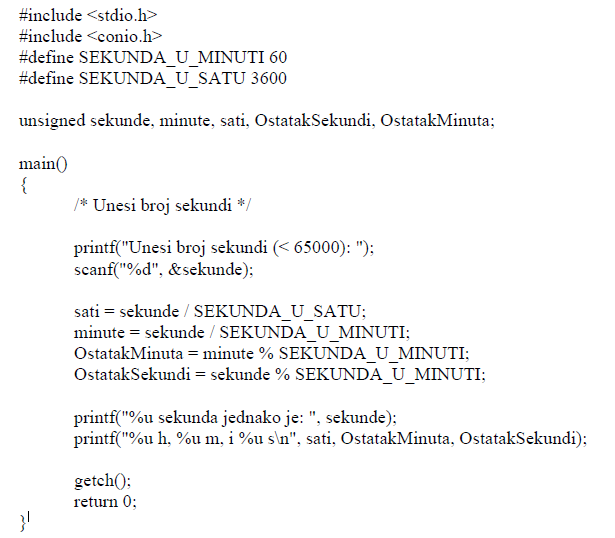 #include <stdio.h>
#include <conio.h>
#define SEKUNDA_U_MINUTI 60
#define SEKUNDA_U_SATU 3600
unsigned sekunde, minute, sati, OstatakSekundi, OstatakMinuta;
main()
{
/* Unesi broj sekundi */
printf("Unesi broj sekundi (< 65000): ");
scanf("%d", &sekunde);
sati = sekunde / SEKUNDA_U_SATU;
minute = sekunde / SEKUNDA_U_MINUTI;
OstatakMinuta = minute % SEKUNDA_U_MINUTI;
OstatakSekundi = sekunde % SEKUNDA_U_MINUTI;
printf("%u sekunda jednako je: ", sekunde);
printf("%u h, %u m, i %u s\n", sati, OstatakMinuta, OstatakSekundi);
getch();
return 0;
}